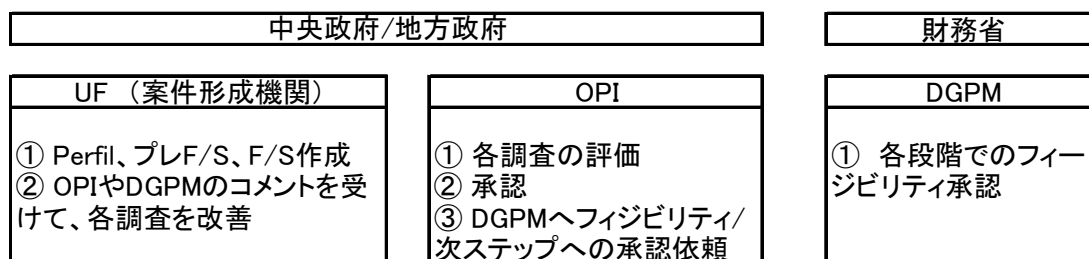 中央政府/地方政府
財務省
UF （案件形成機関）
① Perfil、プレF/S、F/S作成
② OPIやDGPMのコメントを受
けて、各調査を改善
OPI
① 各調査の評価
② 承認
③ DGPMへフィジビリティ/
次ステップへの承認依頼
DGPM
① 各段階でのフィー
ジビリティ承認